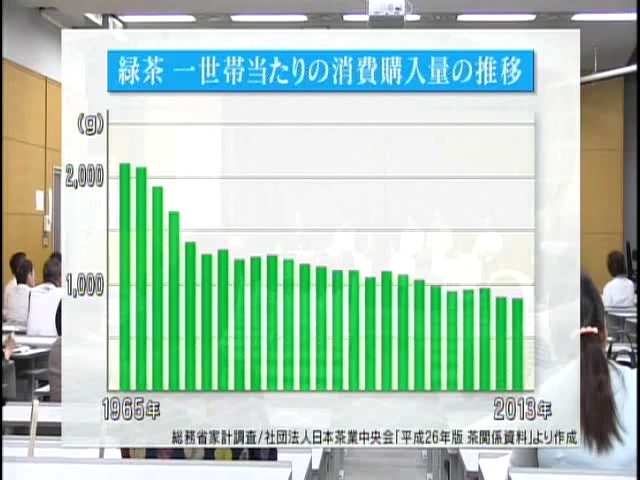 緑茶 一世帯当たりの消費購入量の推移
(g)
2,000
1,000
1965年 2013年
総務省家計調査/社団法人日本茶業中央会「平成26年版 茶関係資料」より作成